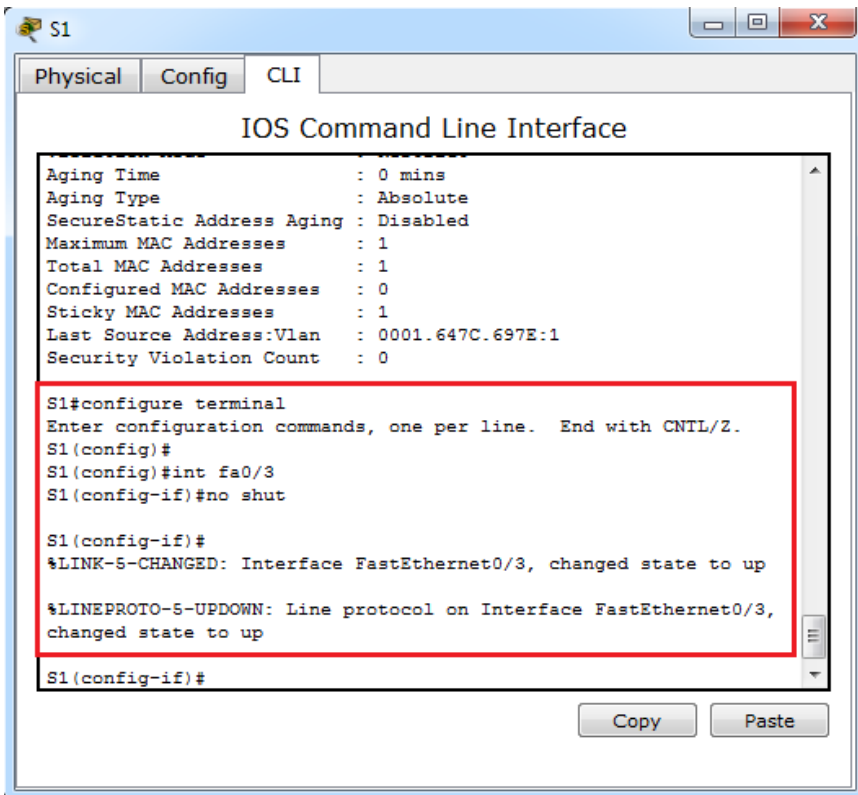 S1
Physical Config CLI
IOS Command Line Interface
Aging Time : 0 mins
Aging Type : Absolute
SecureStatic Address Aging : Disabled
Maximum MAC Addresses : 1
Total MAC Addresses : 1
Configured MAC Addresses : 0
Sticky MAC Addresses : 1
Last Source Address:Vlan : 0001.647C.697E:1
Security Violation Count : 0
S1#configure terminal
Enter configuration commands, one per line. End with CNTL/Z.
S1(config)#
S1(config)#int fa0/3
S1(config-if)#no shut
S1(config-if)#
%LINK-5-CHANGED: Interface FastEthernet0/3, changed state to up
%LINEPROTO-5-UPDOWN: Line protocol on Interface FastEthernet0/3,
changed state to up
S1(config-if)#
Copy Paste